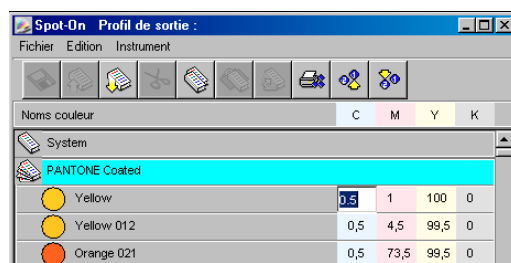 Spot-On Profil de sortie :
Fichier Edition Instrument
Noms couleur C M Y K
System
PANTONE Coated
Yellow 0.5 1 100 0
Yellow 012 0,5 4,5 99,5 0
Orange 021 0,5 73,5 99,5 0